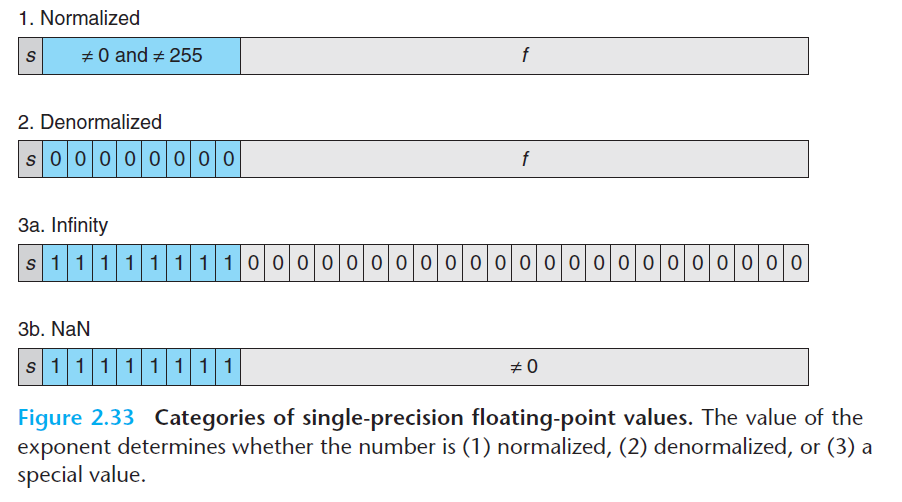 1. Normalized
s ≠ 0 and ≠ 255 f
2. Denormalized
s 0 0 0 0 0 0 0 0 f
3a. Infinity
s 1 1 1 1 1 1 1 1 0 0 0 0 0 0 0 0 0 0 0 0 0 0 0 0 0 0 0 0 0 0 0
3b. NaN
s 1 1 1 1 1 1 1 1 ≠ 0
Figure 2.33 Categories of single-precision floating-point values. The value of the
exponent determines whether the number is (1) normalized, (2) denormalized, or (3) a
special value.